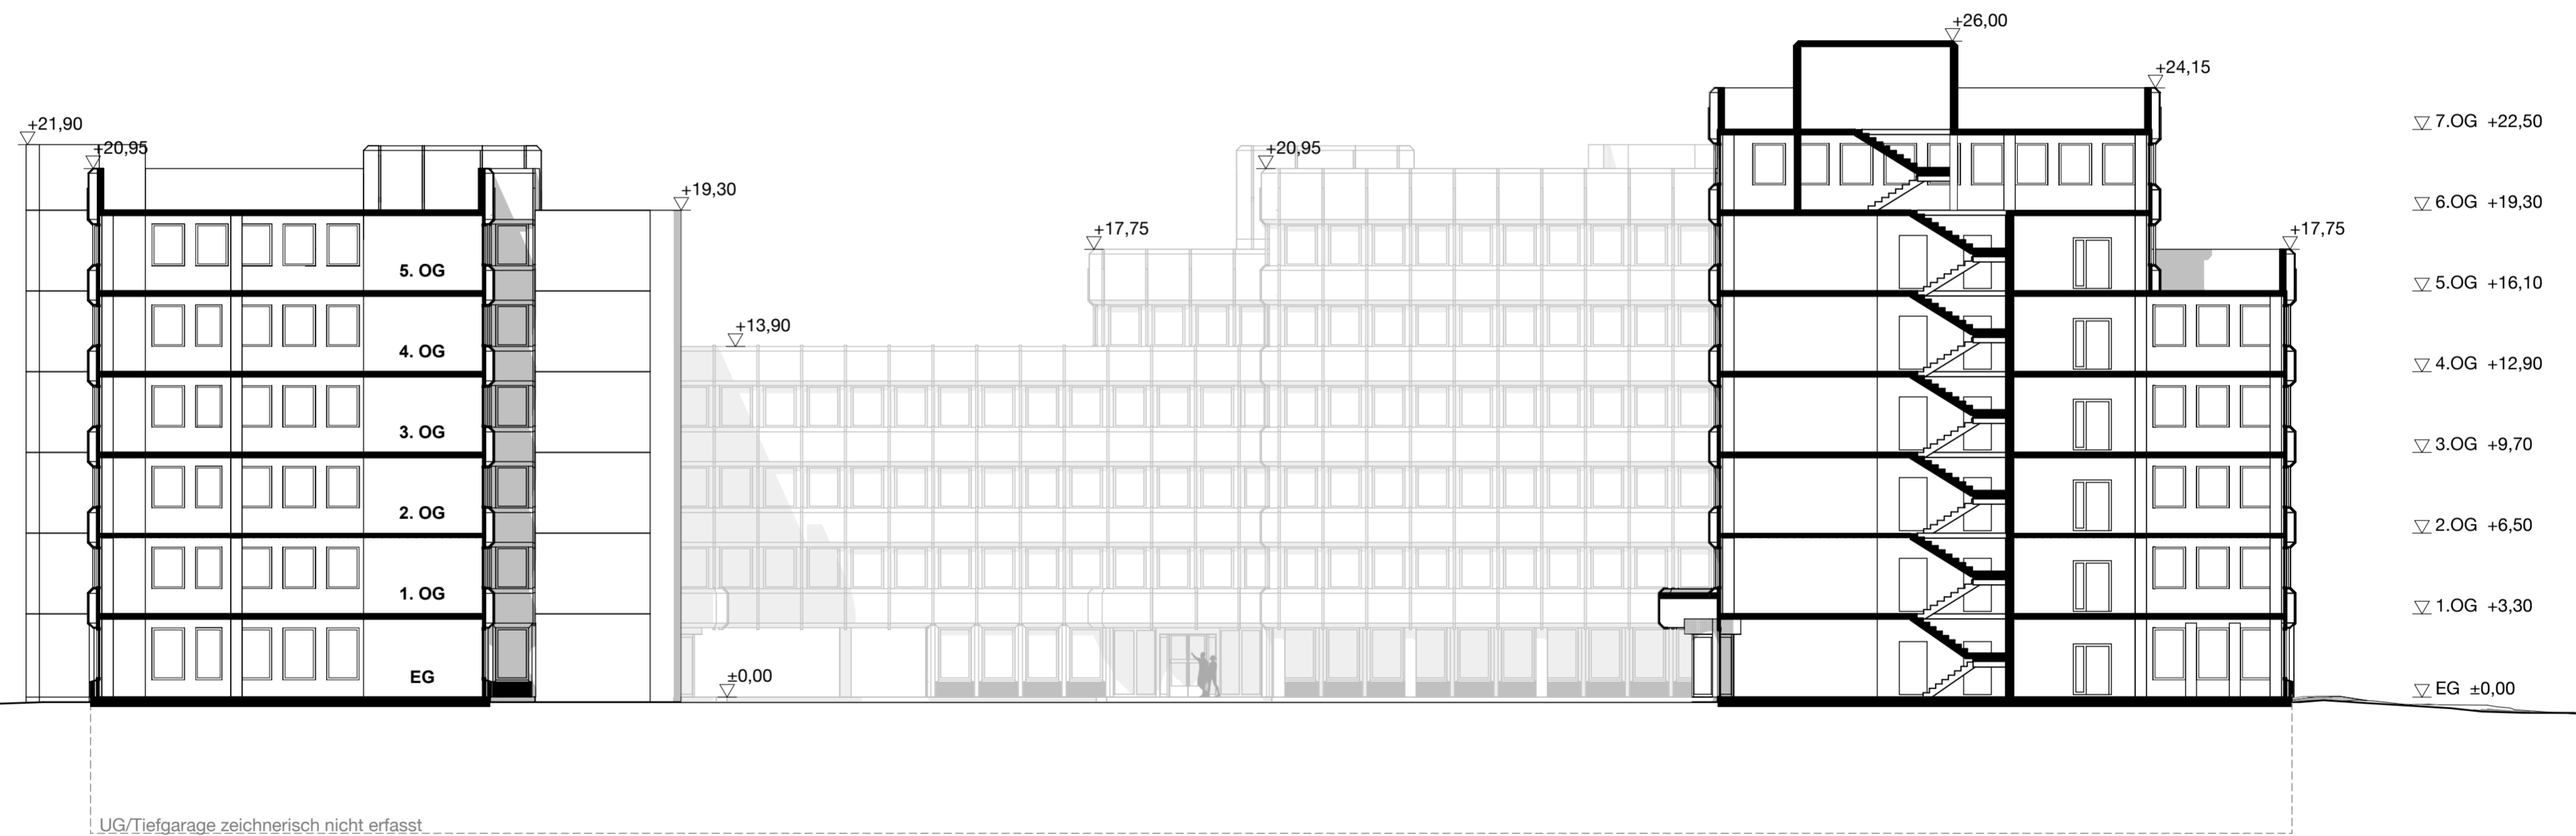 +26,00
+24,15
+21,90
7.OG +22,50
+20,95
+20,95
+19,30
6.OG +19,30
+17,75
+17,75
5. OG
5.OG +16,10
+13,90
4. OG
4.OG +12,90
3. OG
3.OG +9,70
2. OG
2.OG +6,50
1. OG
1.OG +3,30
EG
±0,00
EG ±0,00
UG/Tiefgarage zeichnerisch nicht erfasst